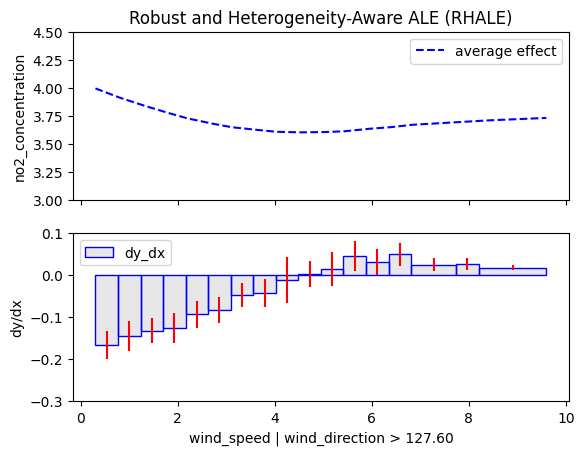 Robust and Heterogeneity-Aware ALE (RHALE)
4.50
4.25
4.00
3.75
3.50
3.25
3.00
no2_concentration
average effect
0.1
0.0
−0.1
−0.2
−0.3
dy/dx
dy_dx
0 2 4 6 8 10
wind_speed | wind_direction > 127.60